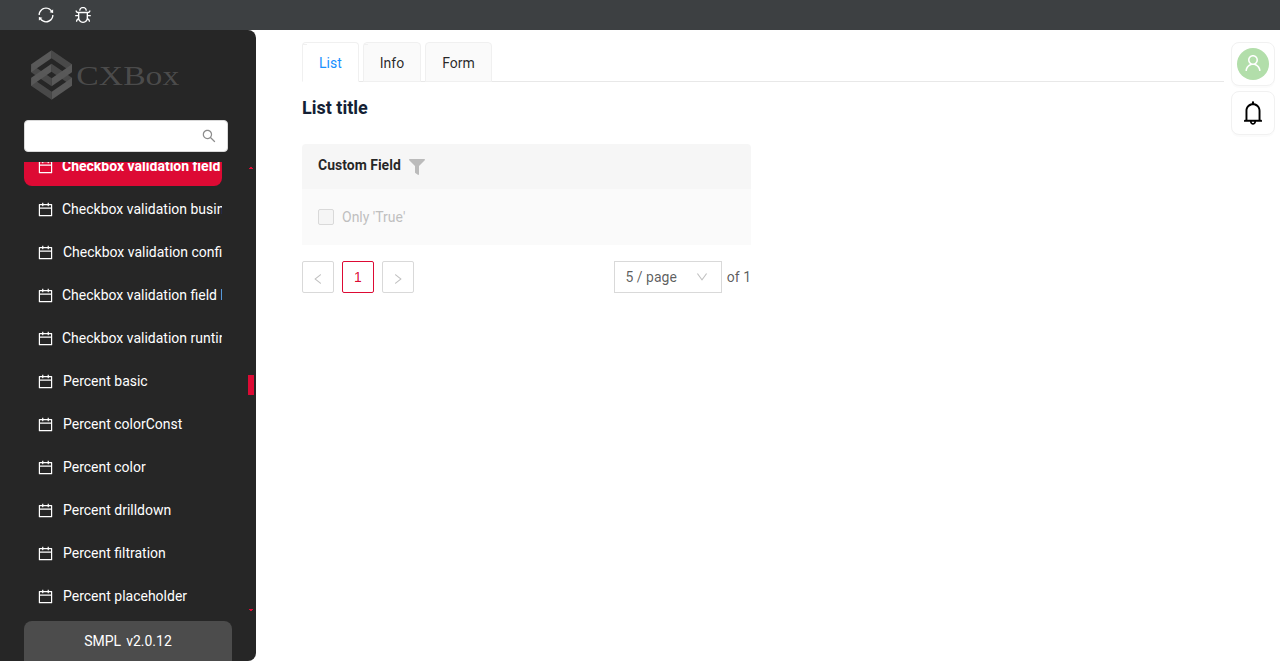 CXBox
Checkbox validation field
Checkbox validation busin
Checkbox validation confi
Checkbox validation field
Checkbox validation runtin
Percent basic
Percent colorConst
Percent color
Percent drilldown
Percent filtration
Percent placeholder
SMPL v2.0.12
List
Info
Form
List title
Custom Field
Only 'True'
1
5 / page
of 1